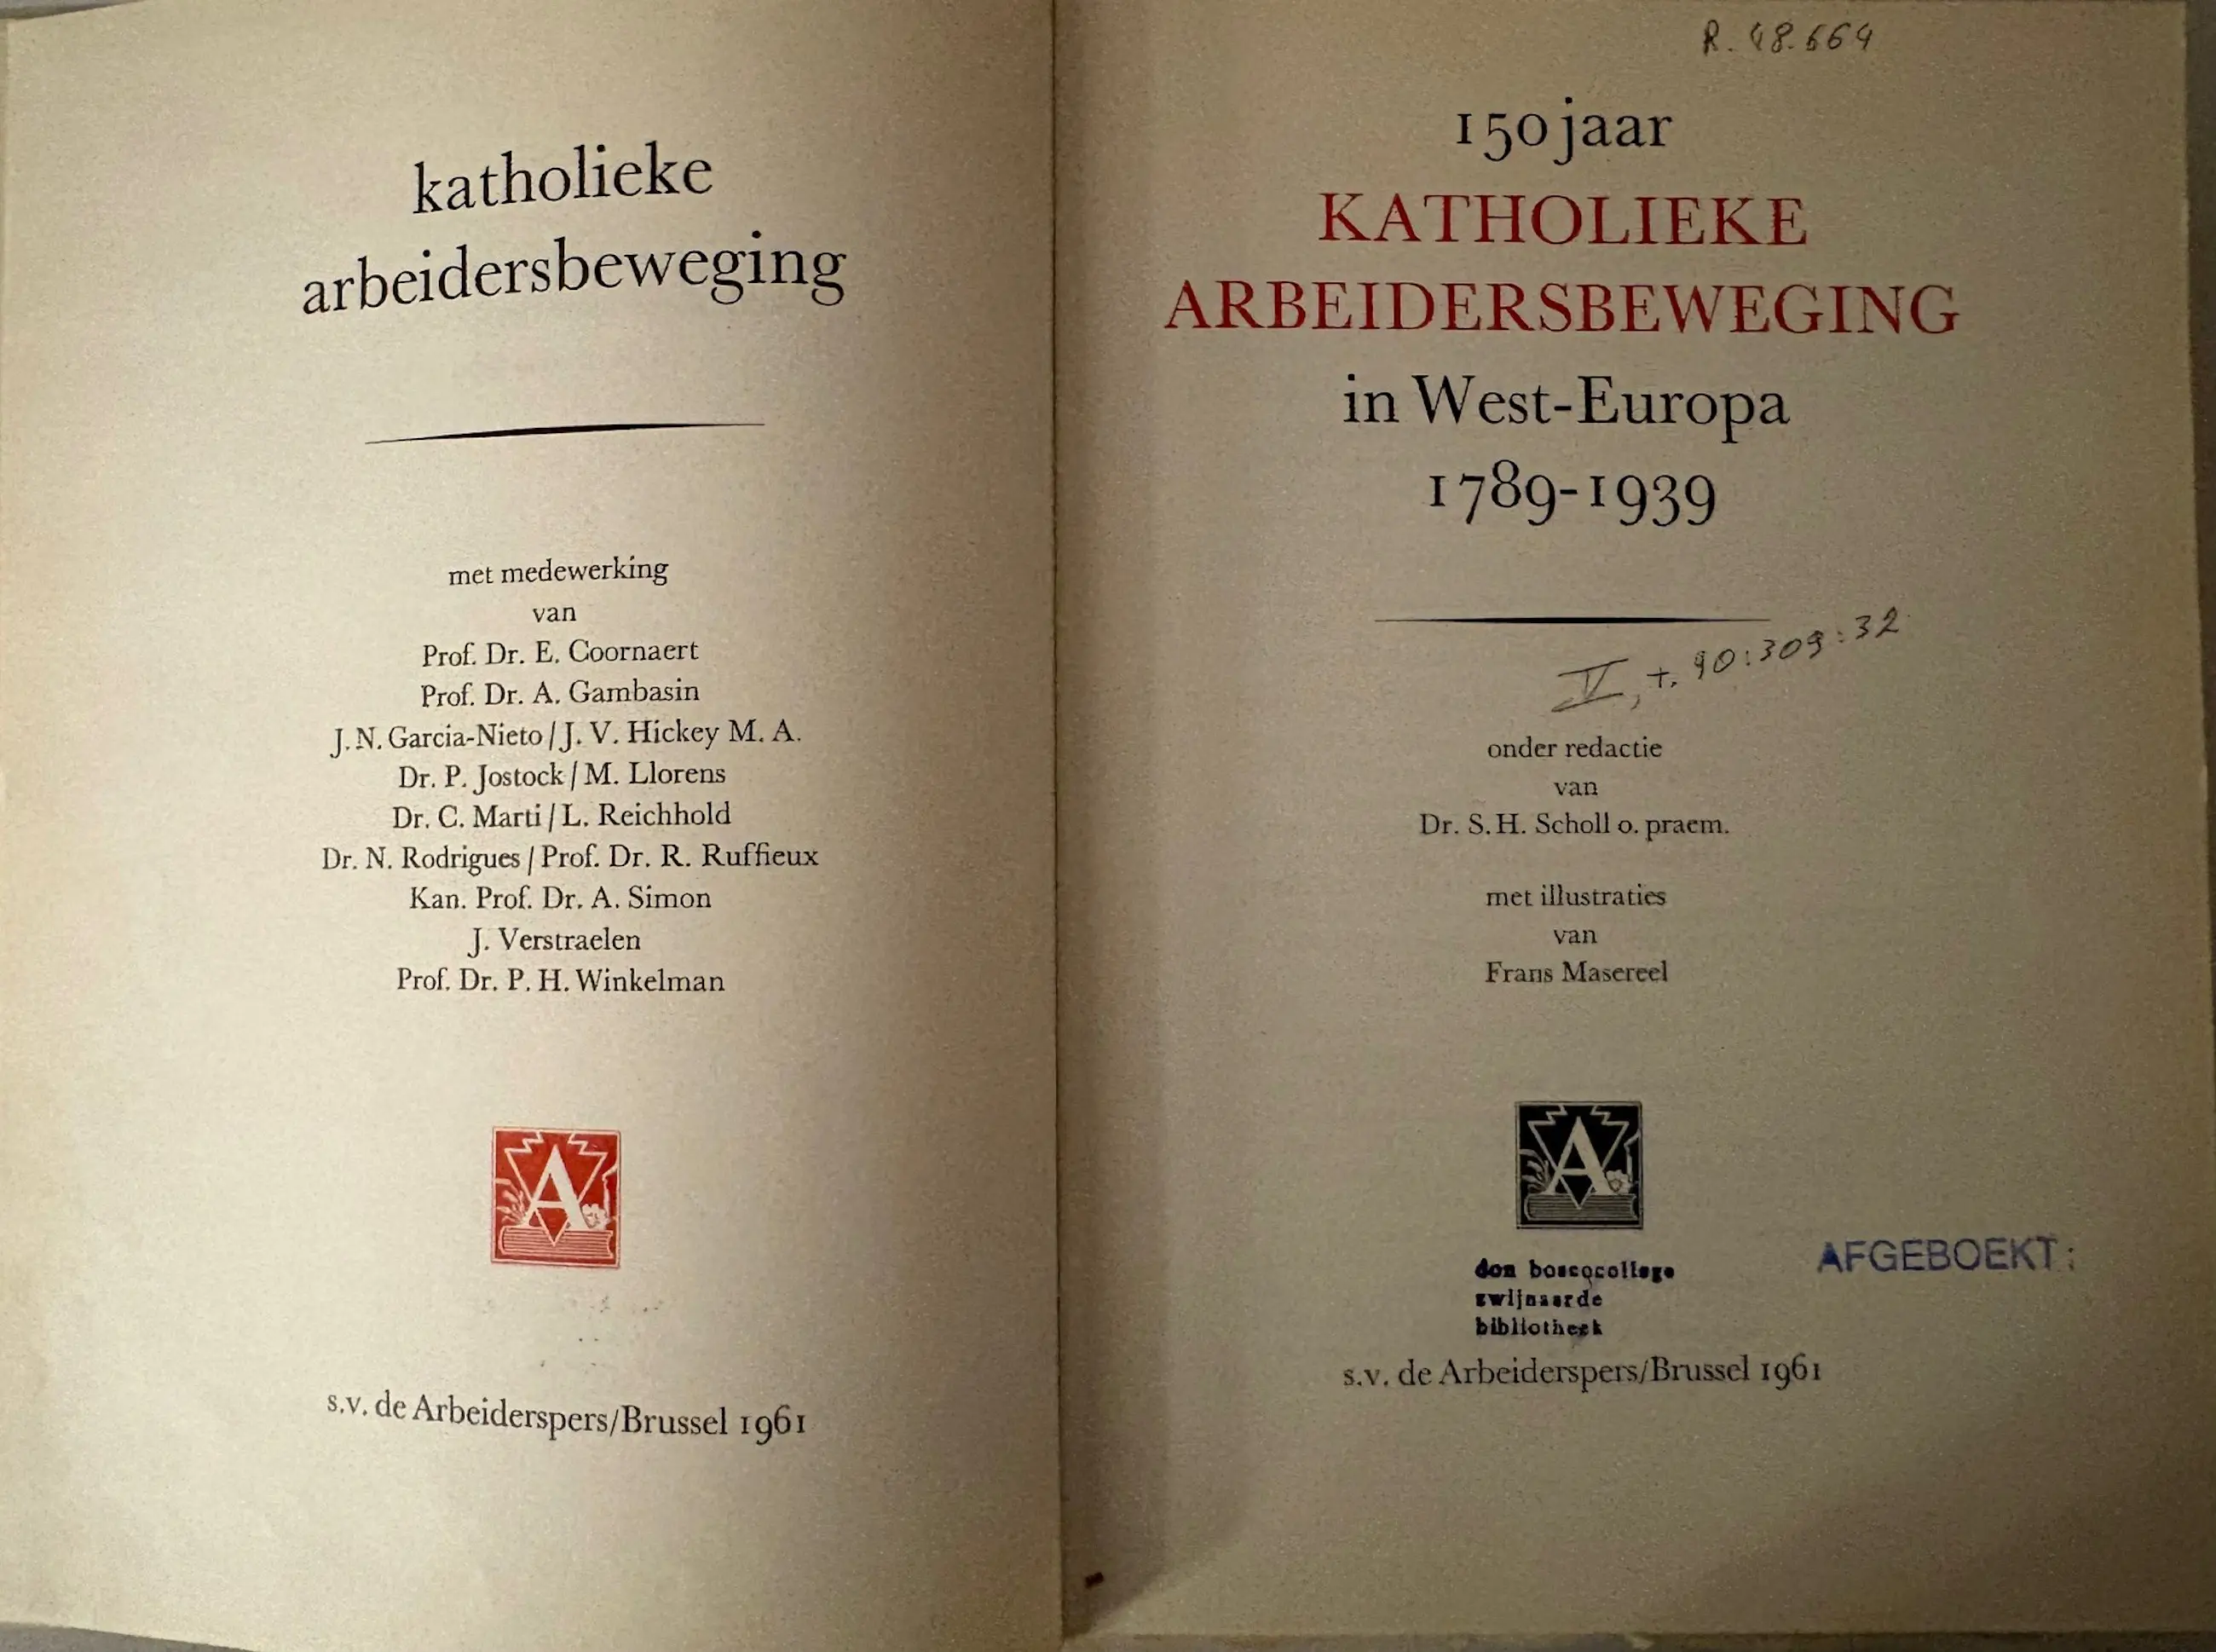 katholieke
arbeidersbeweging
met medewerking
van
Prof. Dr. E. Coornaert
Prof. Dr. A. Gambasin
J. N. Garcia-Nieto / J. V. Hickey M. A.
Dr. P. Jostock / M. Llorens
Dr. C. Marti / L. Reichhold
Dr. N. Rodrigues / Prof. Dr. R. Ruffieux
Kan. Prof. Dr. A. Simon
J. Verstraelen
Prof. Dr. P. H. Winkelman
A
s.v. de Arbeiderspers/Brussel 1961
R. 48.664
150 jaar
KATHOLIEKE
ARBEIDERSBEWEGING
in West-Europa
1789-1939
V, +. 90:309:32
onder redactie
van
Dr. S. H. Scholl o. praem.
met illustraties
van
Frans Masereel
A
AFGEBOEKT:
don boscocollege
zwijnaarde
bibliotheek
s.v. de Arbeiderspers/Brussel 1961